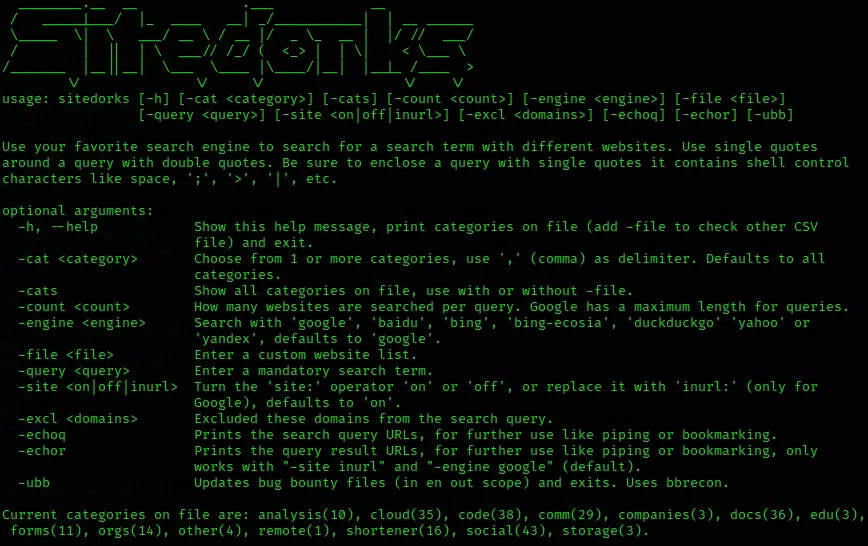 Sitedorks
usage: sitedorks [-h] [-cat <category>] [-cats] [-count <count>] [-engine <engine>] [-file <file>]
[-query <query>] [-site <on|off|inurl>] [-excl <domains>] [-echoq] [-echor] [-ubb]
Use your favorite search engine to search for a search term with different websites. Use single quotes
around a query with double quotes. Be sure to enclose a query with single quotes it contains shell control
characters like space, ';', '>', '|', etc.
optional arguments:
-h, --help Show this help message, print categories on file (add -file to check other CSV
file) and exit.
-cat <category> Choose from 1 or more categories, use ',' (comma) as delimiter. Defaults to all
categories.
-cats Show all categories on file, use with or without -file.
-count <count> How many websites are searched per query. Google has a maximum length for queries.
-engine <engine> Search with 'google', 'baidu', 'bing', 'bing-ecosia', 'duckduckgo' 'yahoo' or
'yandex', defaults to 'google'.
-file <file> Enter a custom website list.
-query <query> Enter a mandatory search term.
-site <on|off|inurl> Turn the 'site:' operator 'on' or 'off', or replace it with 'inurl:' (only for
Google), defaults to 'on'.
-excl <domains> Excluded these domains from the search query.
-echoq Prints the search query URLs, for further use like piping or bookmarking.
-echor Prints the query result URLs, for further use like piping or bookmarking, only
works with "-site inurl" and "-engine google" (default).
-ubb Updates bug bounty files (in en out scope) and exits. Uses bbrecon.
Current categories on file are: analysis(10), cloud(35), code(38), comm(29), companies(3), docs(36), edu(3),
forms(11), orgs(14), other(4), remote(1), shortener(16), social(43), storage(3).